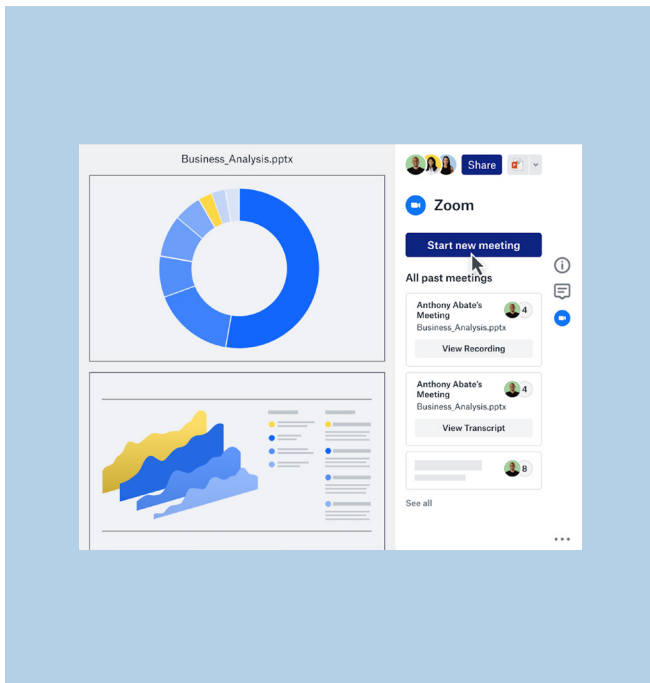 Business_Analysis.pptx
Share
Zoom
Start new meeting
All past meetings
Anthony Abate's
Meeting
4
Business_Analysis.pptx
View Recording
Anthony Abate's
Meeting
4
Business_Analysis.pptx
View Transcript
8
See all